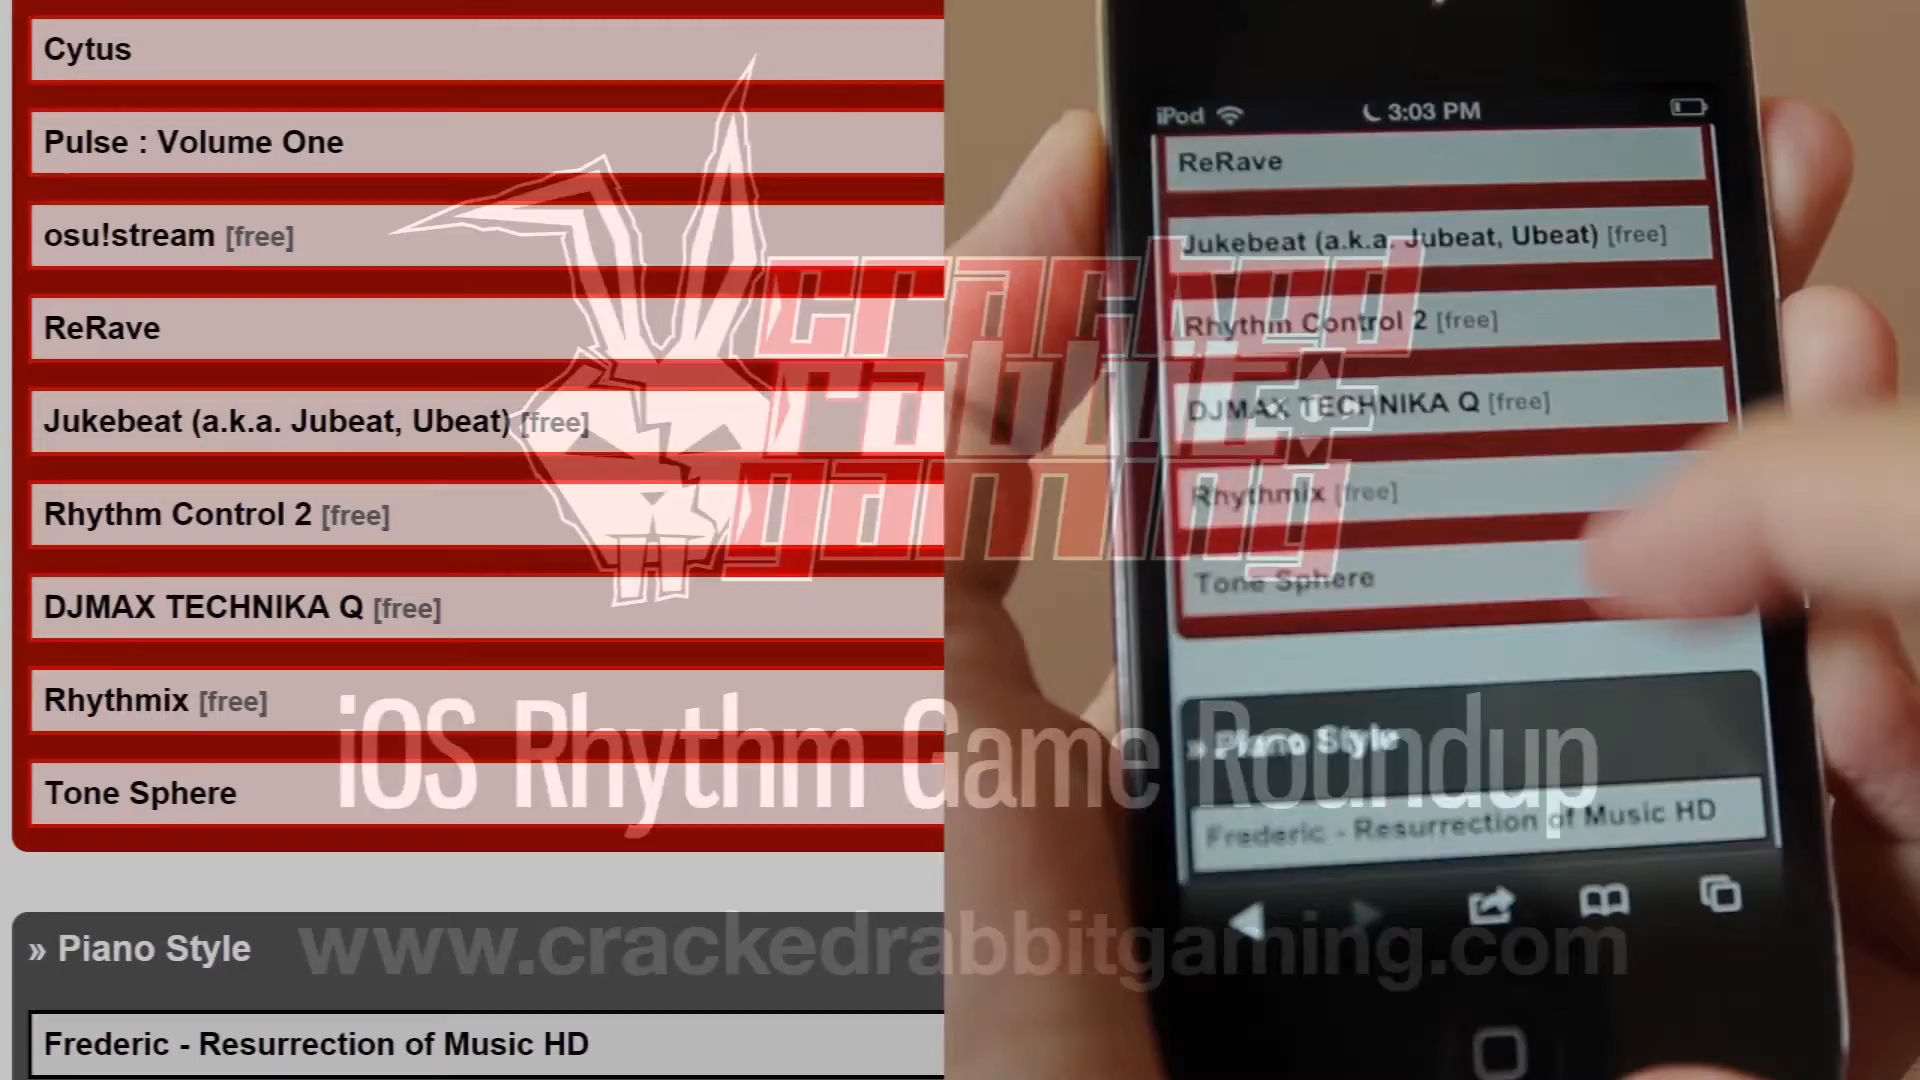 Cytus
Pulse : Volume One
osu!stream [free]
ReRave
Jukebeat (a.k.a. Jubeat, Ubeat) [free]
Rhythm Control 2 [free]
DJMAX TECHNIKA Q [free]
Rhythmix [free]
Tone Sphere
» Piano Style
Frederic - Resurrection of Music HD
cracked
rabbit
gaming
iOS Rhythm Game Roundup
www.crackedrabbitgaming.com
iPod 3:03 PM
ReRave
Jukebeat (a.k.a. Jubeat, Ubeat) [free]
Rhythm Control 2 [free]
DJMAX TECHNIKA Q [free]
Rhythmix [free]
Tone Sphere
» Piano Style
Frederic - Resurrection of Music HD